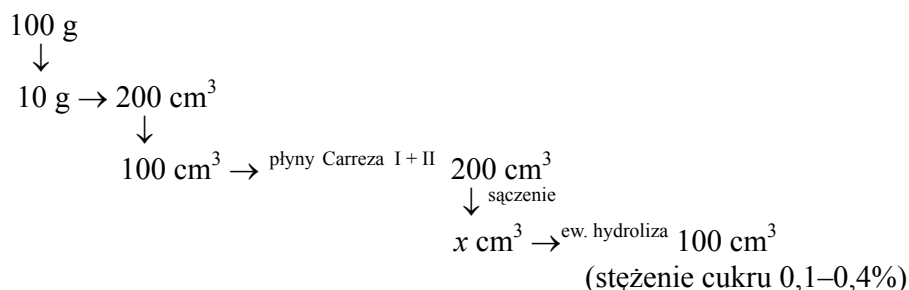 100 g
↓
10 g → 200 cm³
↓
100 cm³ → płyny Carreza I + II 200 cm³
↓ sączenie
x cm³ → ew. hydroliza 100 cm³
(stężenie cukru 0,1–0,4%)